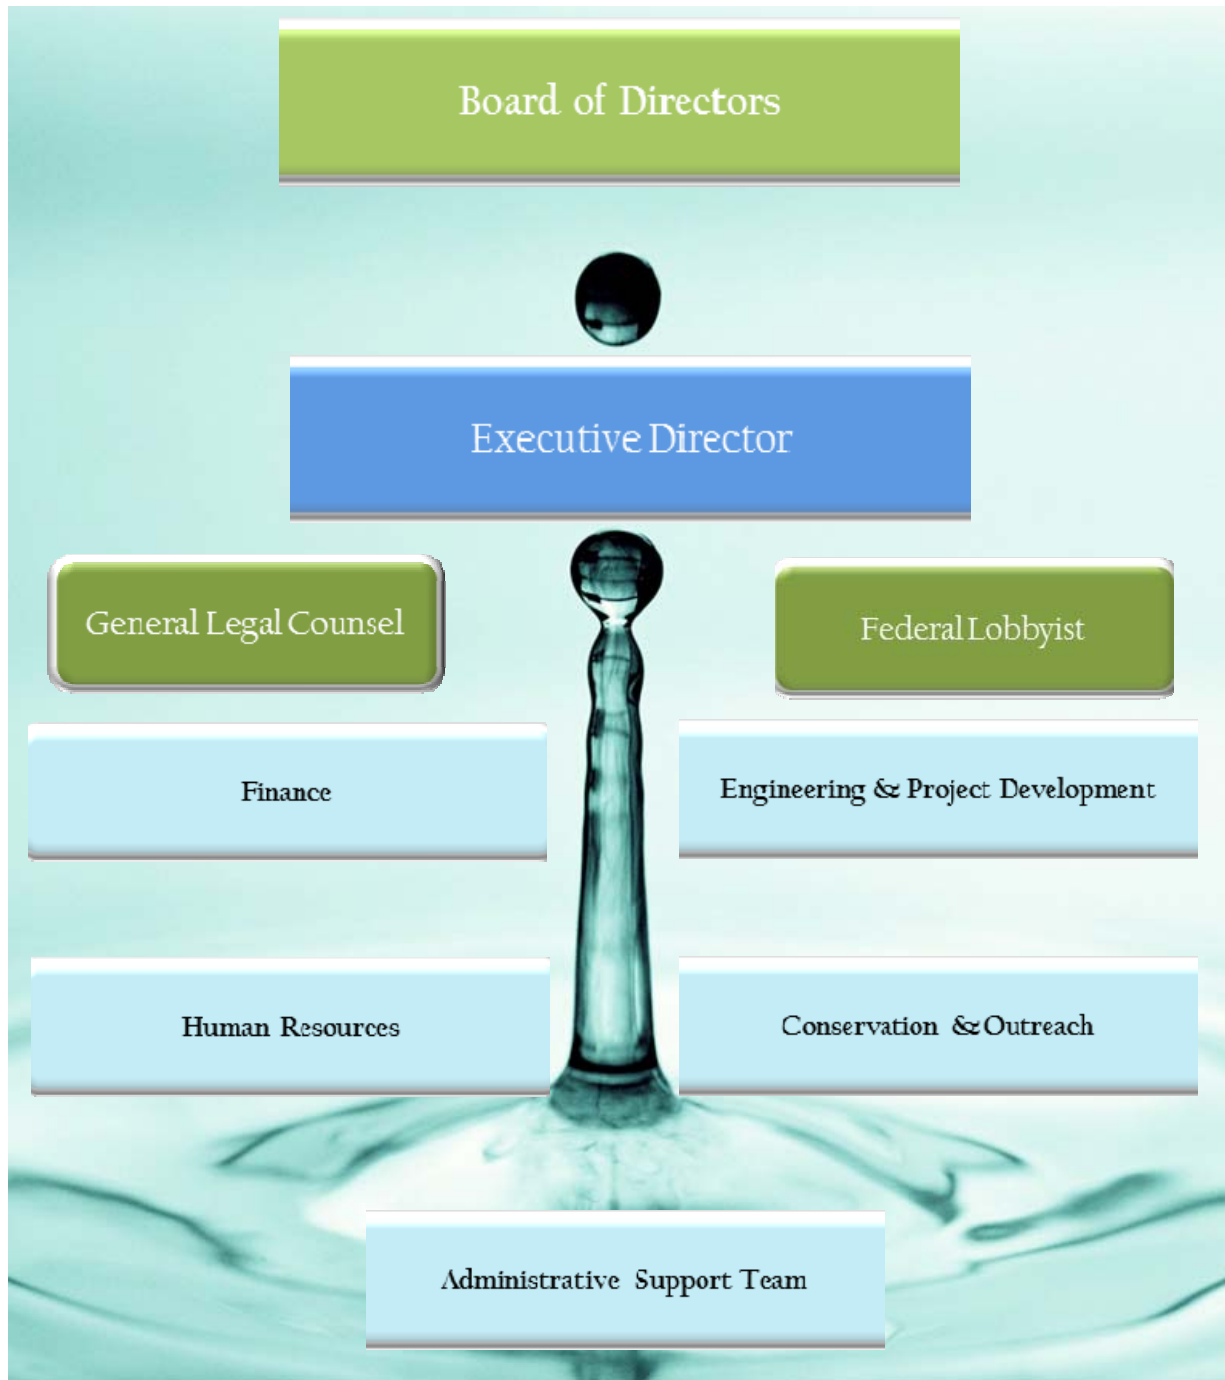 Board of Directors
Executive Director
General Legal Counsel
Federal Lobbyist
Finance
Engineering & Project Development
Human Resources
Conservation & Outreach
Administrative Support Team